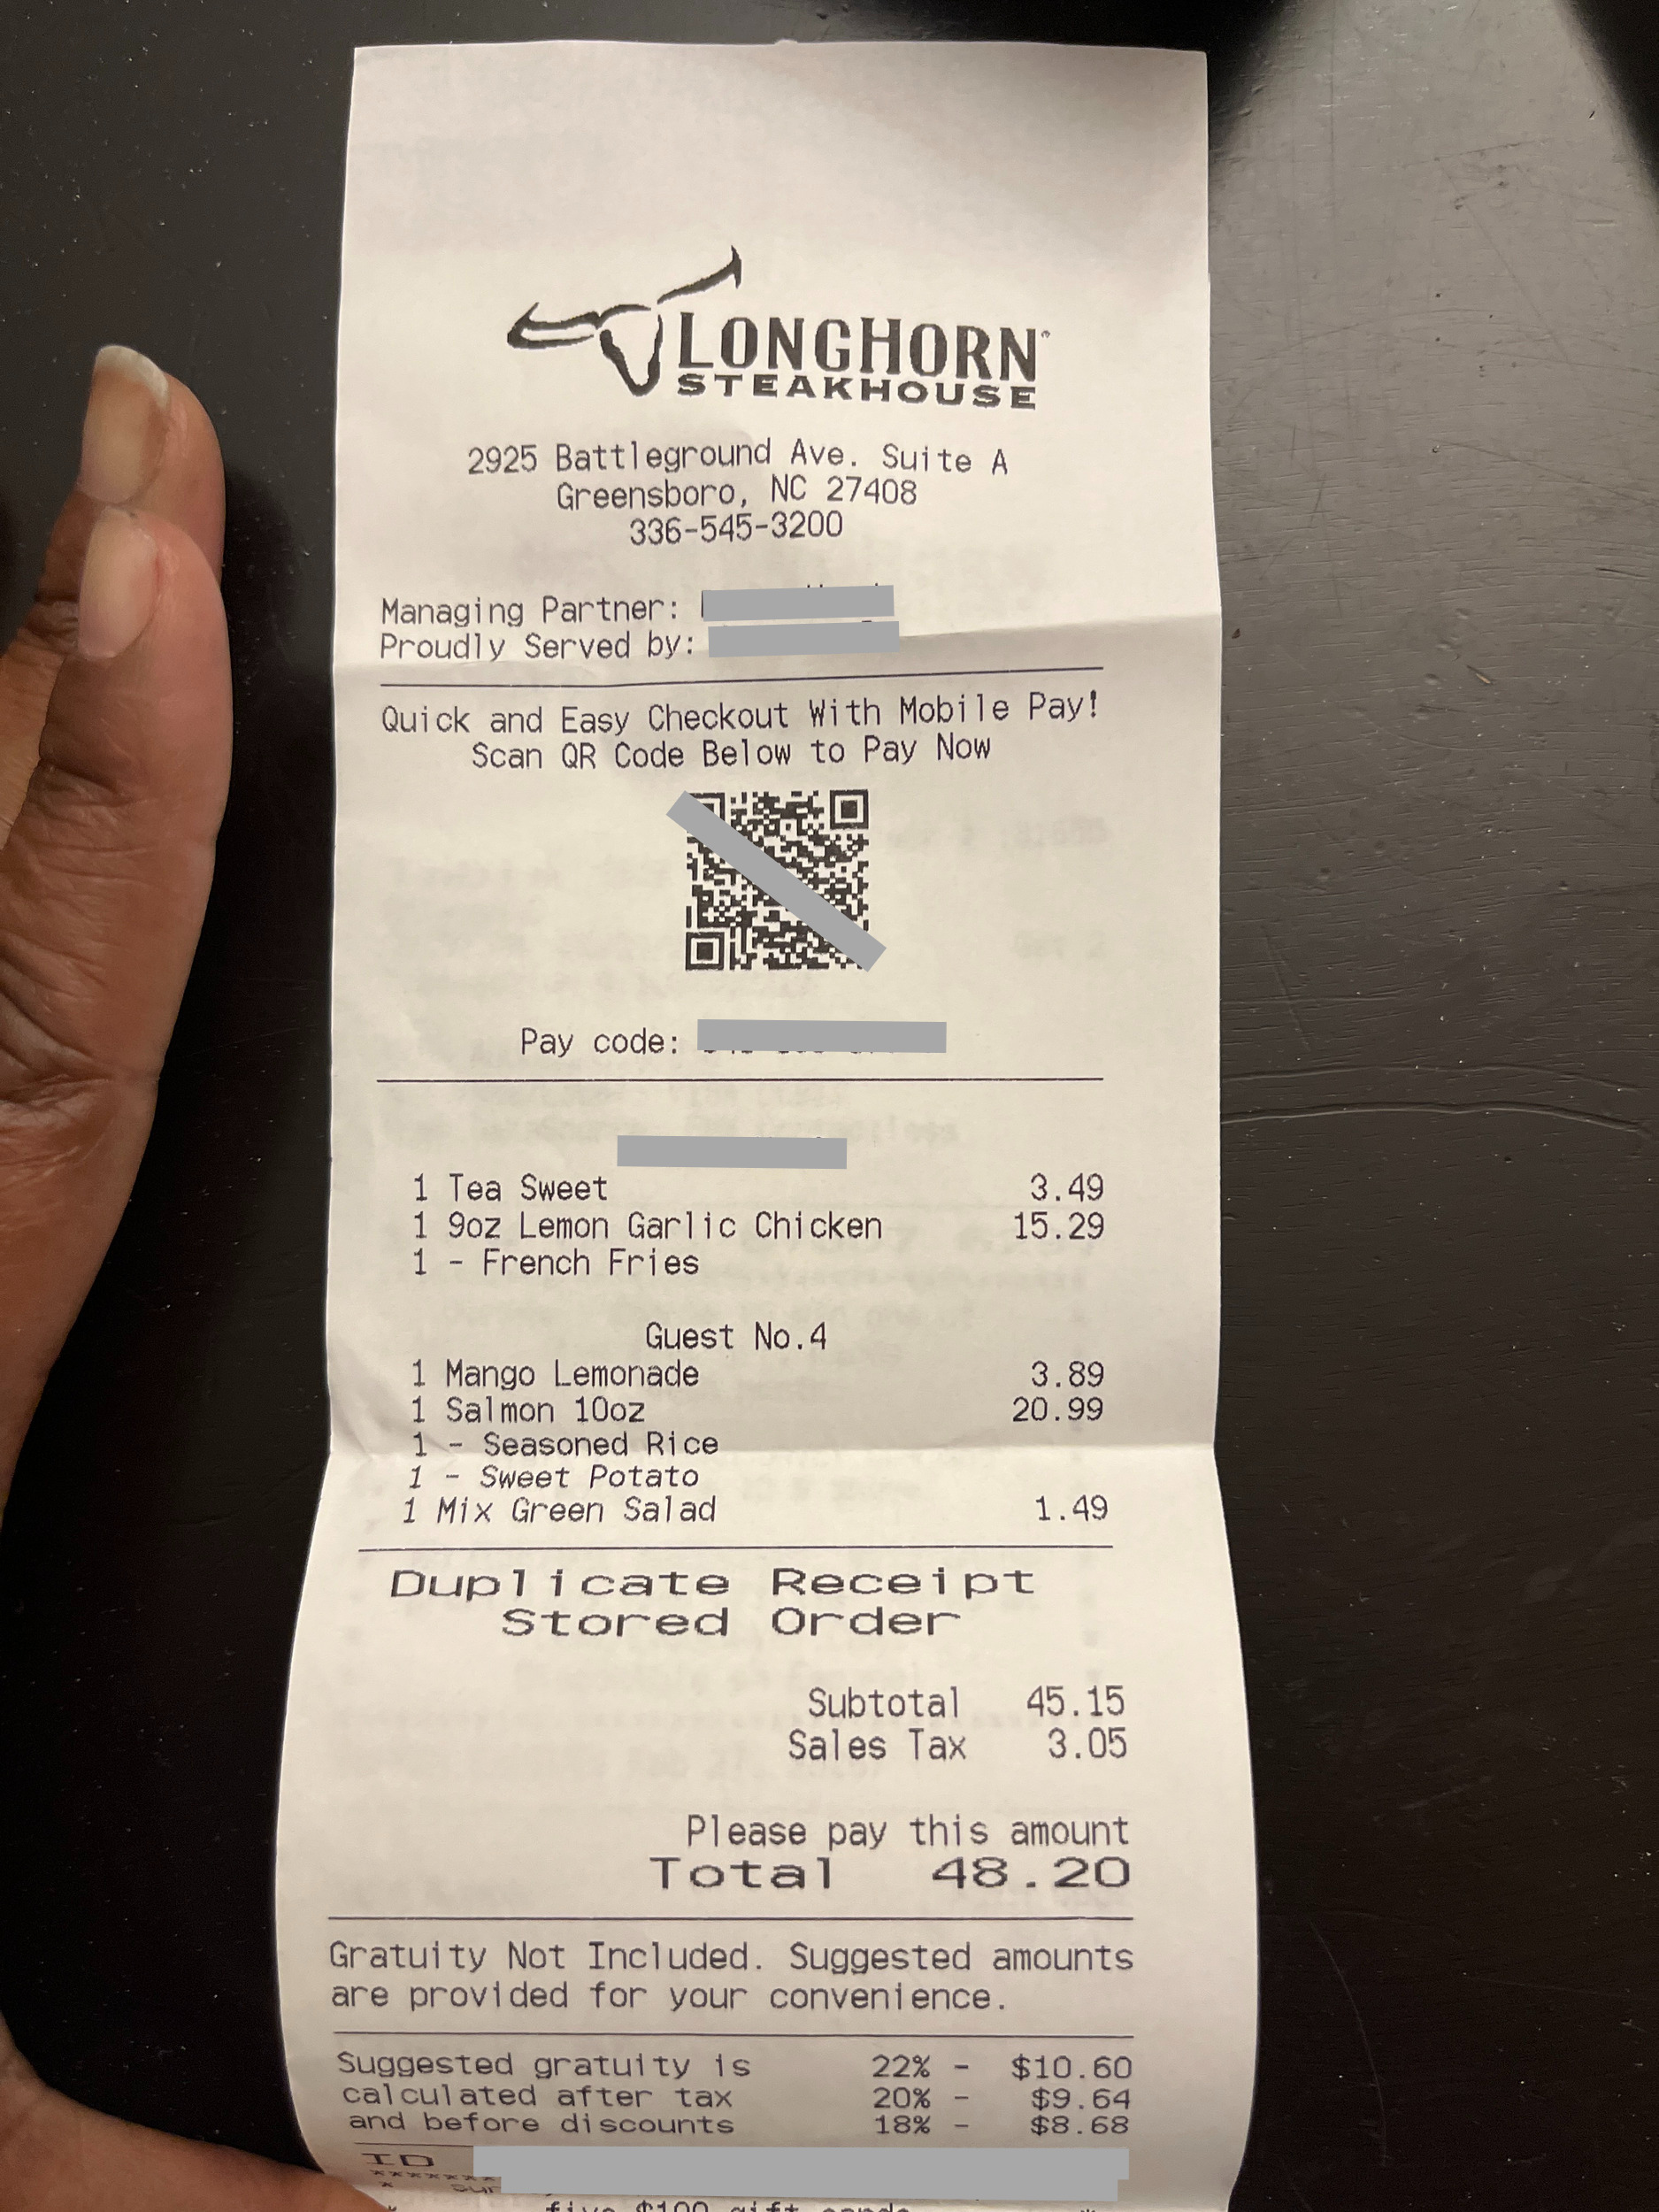 LONGHORN
STEAKHOUSE
2925 Battleground Ave. Suite A
Greensboro, NC 27408
336-545-3200
Managing Partner:
Proudly Served by:
Quick and Easy Checkout With Mobile Pay!
Scan QR Code Below to Pay Now
Pay code:
1 Tea Sweet 3.49
1 9oz Lemon Garlic Chicken 15.29
1 - French Fries
Guest No.4
1 Mango Lemonade 3.89
1 Salmon 10oz 20.99
1 - Seasoned Rice
1 - Sweet Potato
1 Mix Green Salad 1.49
Duplicate Receipt
Stored Order
Subtotal 45.15
Sales Tax 3.05
Please pay this amount
Total 48.20
Gratuity Not Included. Suggested amounts
are provided for your convenience.
Suggested gratuity is 22% - $10.60
calculated after tax 20% - $9.64
and before discounts 18% - $8.68
ID
five $100 gift cards